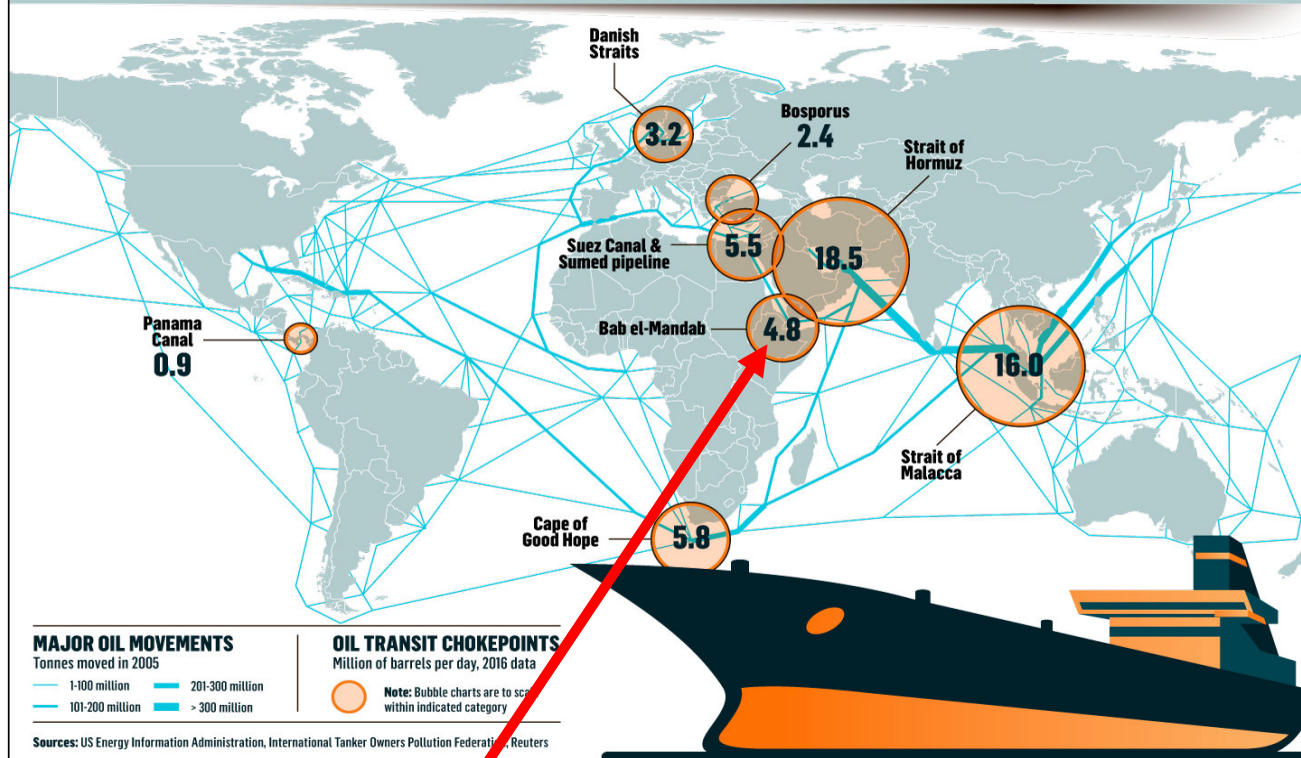 Danish
Straits
3.2
Bosporus
2.4
Strait of
Hormuz
Suez Canal &
Sumed pipeline
5.5
18.5
Panama
Canal
0.9
Bab el-Mandab
4.8
16.0
Strait of
Malacca
Cape of
Good Hope
5.8
MAJOR OIL MOVEMENTS
Tonnes moved in 2005
1-100 million
201-300 million
101-200 million
> 300 million
OIL TRANSIT CHOKEPOINTS
Million of barrels per day, 2016 data
Note: Bubble charts are to
within indicated category
Sources: US Energy Information Administration, International Tanker Owners Pollution Reuters